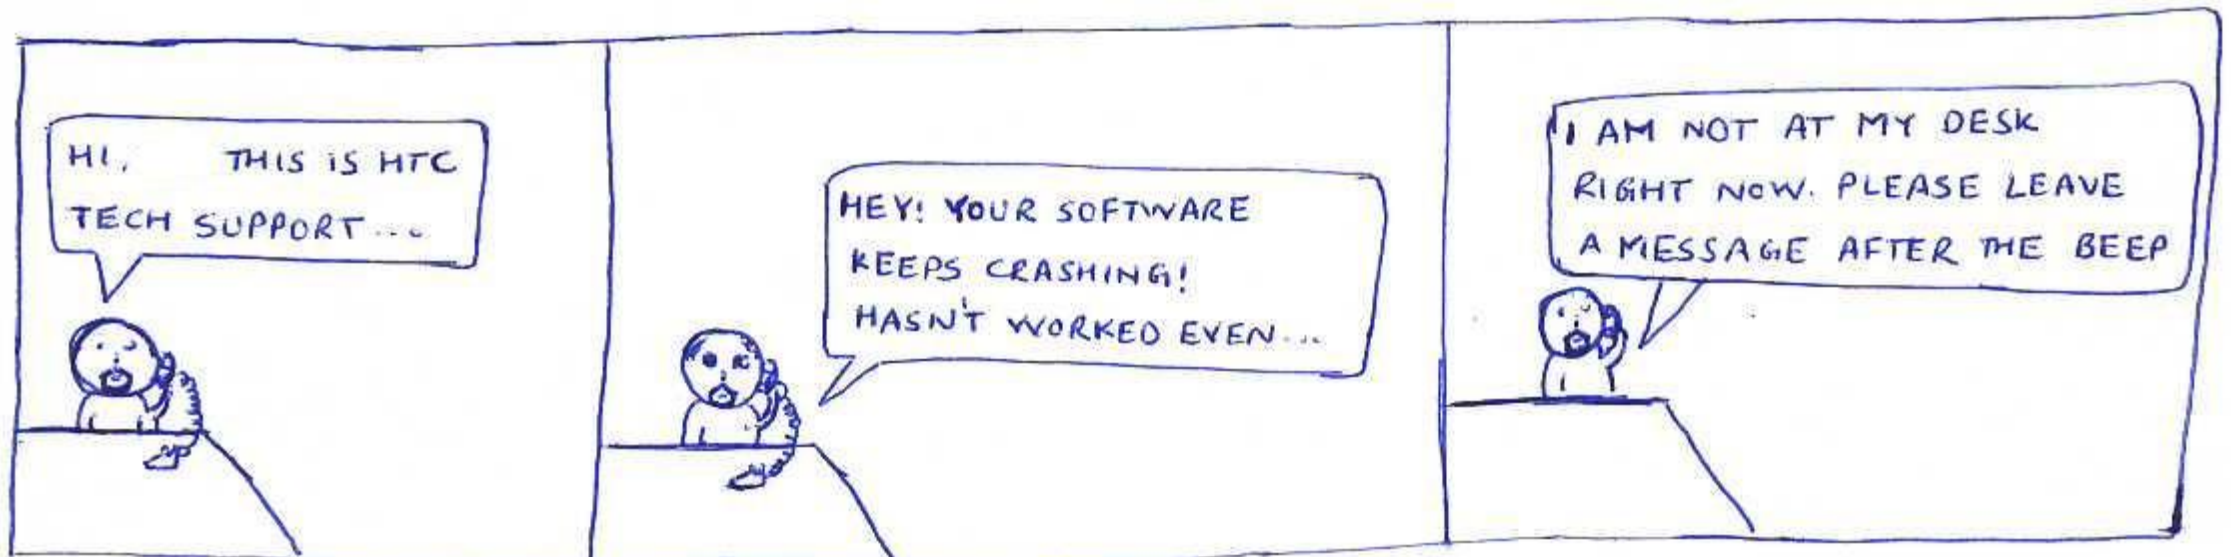 HI. THIS IS HTC
TECH SUPPORT...
HEY! YOUR SOFTWARE
KEEPS CRASHING!
HASN'T WORKED EVEN...
I AM NOT AT MY DESK
RIGHT NOW. PLEASE LEAVE
A MESSAGE AFTER THE BEEP